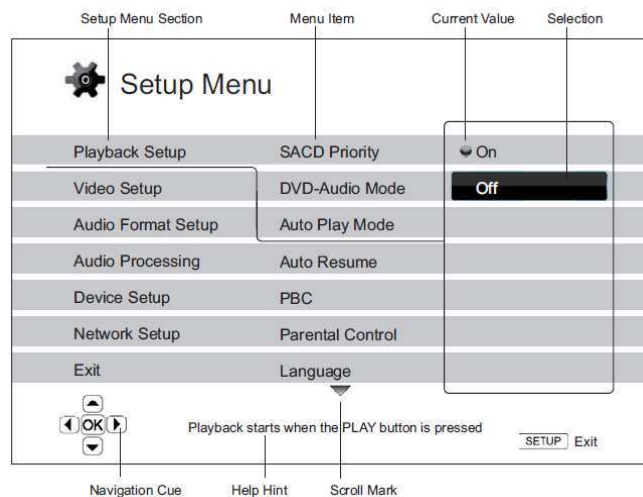 Setup Menu Section Menu Item Current Value Selection
Setup Menu
Playback Setup SACD Priority On
Video Setup DVD-Audio Mode Off
Audio Format Setup Auto Play Mode
Audio Processing Auto Resume
Device Setup PBC
Network Setup Parental Control
Exit Language
OK Playback starts when the PLAY button is pressed
SETUP Exit
Navigation Cue Help Hint Scroll Mark